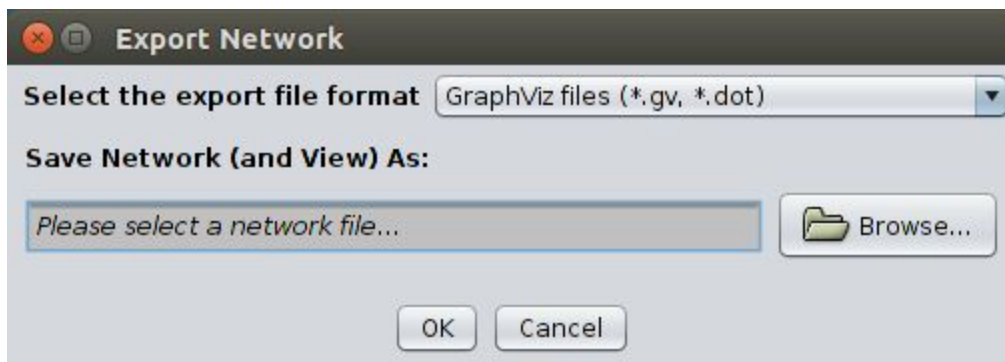 Export Network
Select the export file format GraphViz files (*.gv, *.dot)
Save Network (and View) As:
Please select a network file... Browse...
OK Cancel